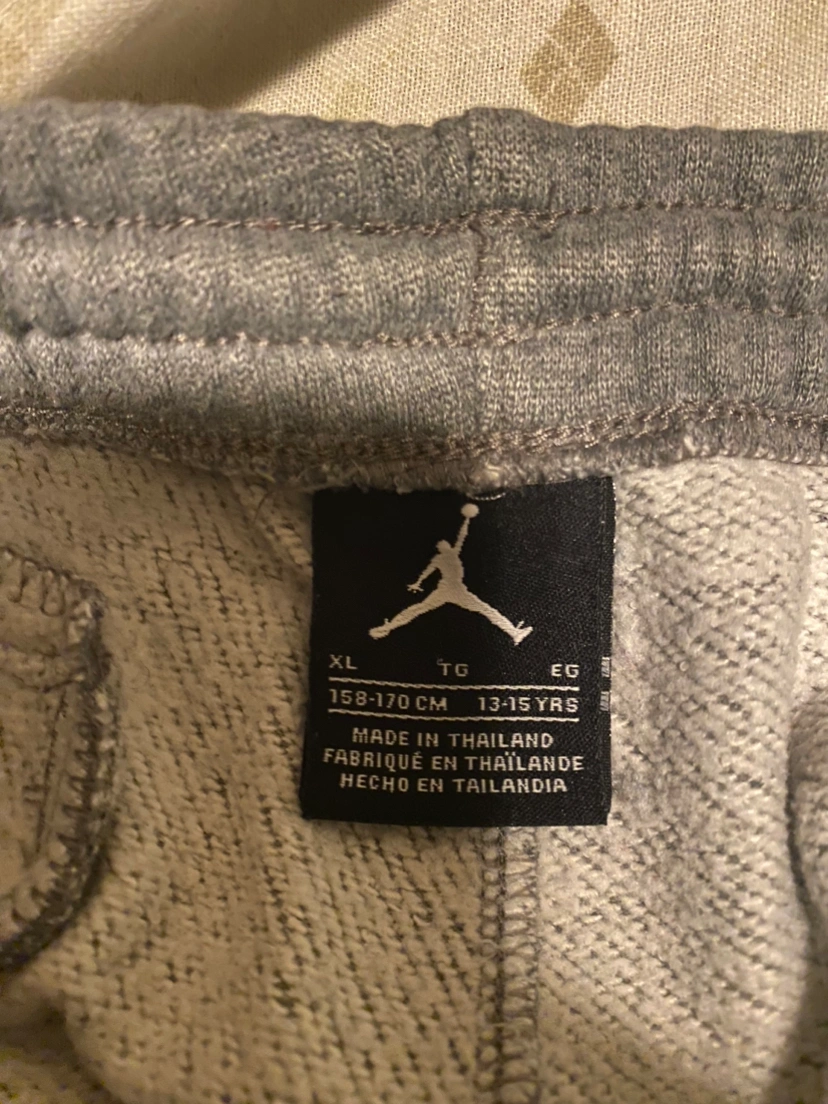 XL TG EG
158-170 CM 13-15 YRS
MADE IN THAILAND
FABRIQUÉ EN THAÏLANDE
HECHO EN TAILANDIA